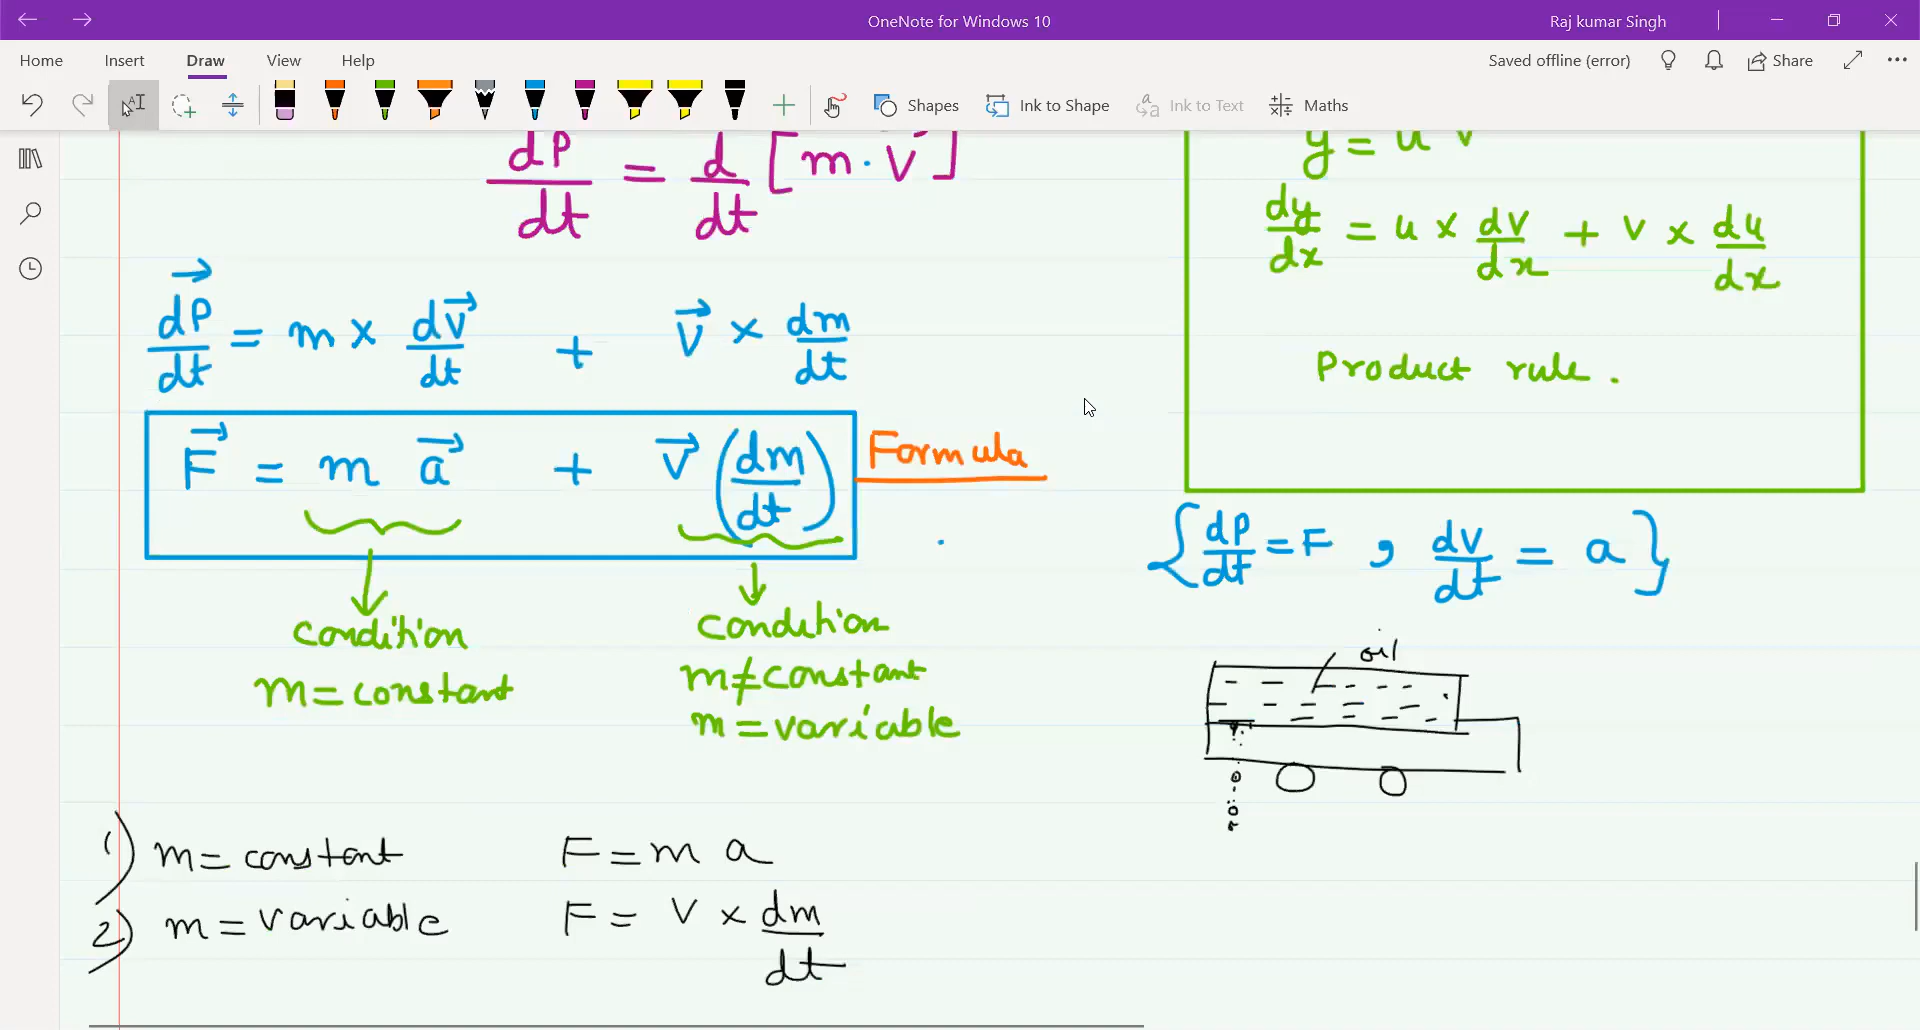 OneNote for Windows 10
Raj kumar Singh
Home Insert Draw View Help
Saved offline (error) Share
Shapes Ink to Shape Ink to Text Maths
dP/dt = d/dt [m · v]
y = u v
dy/dx = u × dv/dx + v × du/dx
Product rule.
dP⃗/dt = m × dv⃗/dt + v⃗ × dm/dt
F⃗ = m a⃗ + v⃗ (dm/dt) Formula
{dP/dt = F , dv/dt = a}
condition
m = constant
condition
m ≠ constant
m = variable
oil
1) m = constant F = m a
2) m = variable F = v × dm/dt